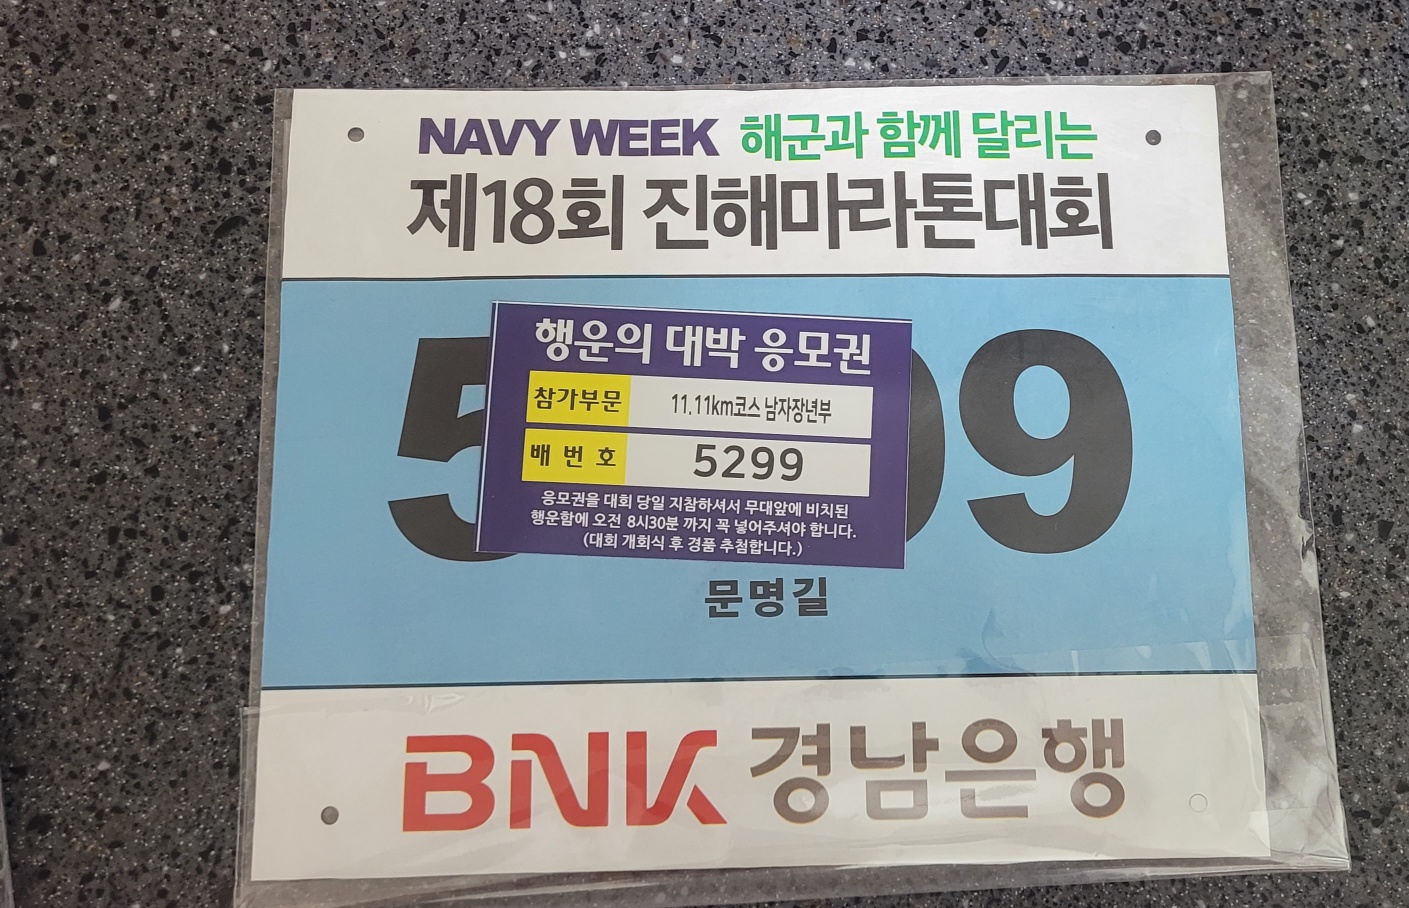 NAVY WEEK 해군과 함께 달리는
제18회 진해마라톤대회
행운의 대박 응모권
참가부문 11.11km코스 남자장년부
배 번 호 5299
응모권을 대회 당일 지참하셔서 무대앞에 비치된
행운함에 오전 8시30분 까지 꼭 넣어주셔야 합니다.
(대회 개회식 후 경품 추첨합니다.)
5 99
문명길
BNK 경남은행